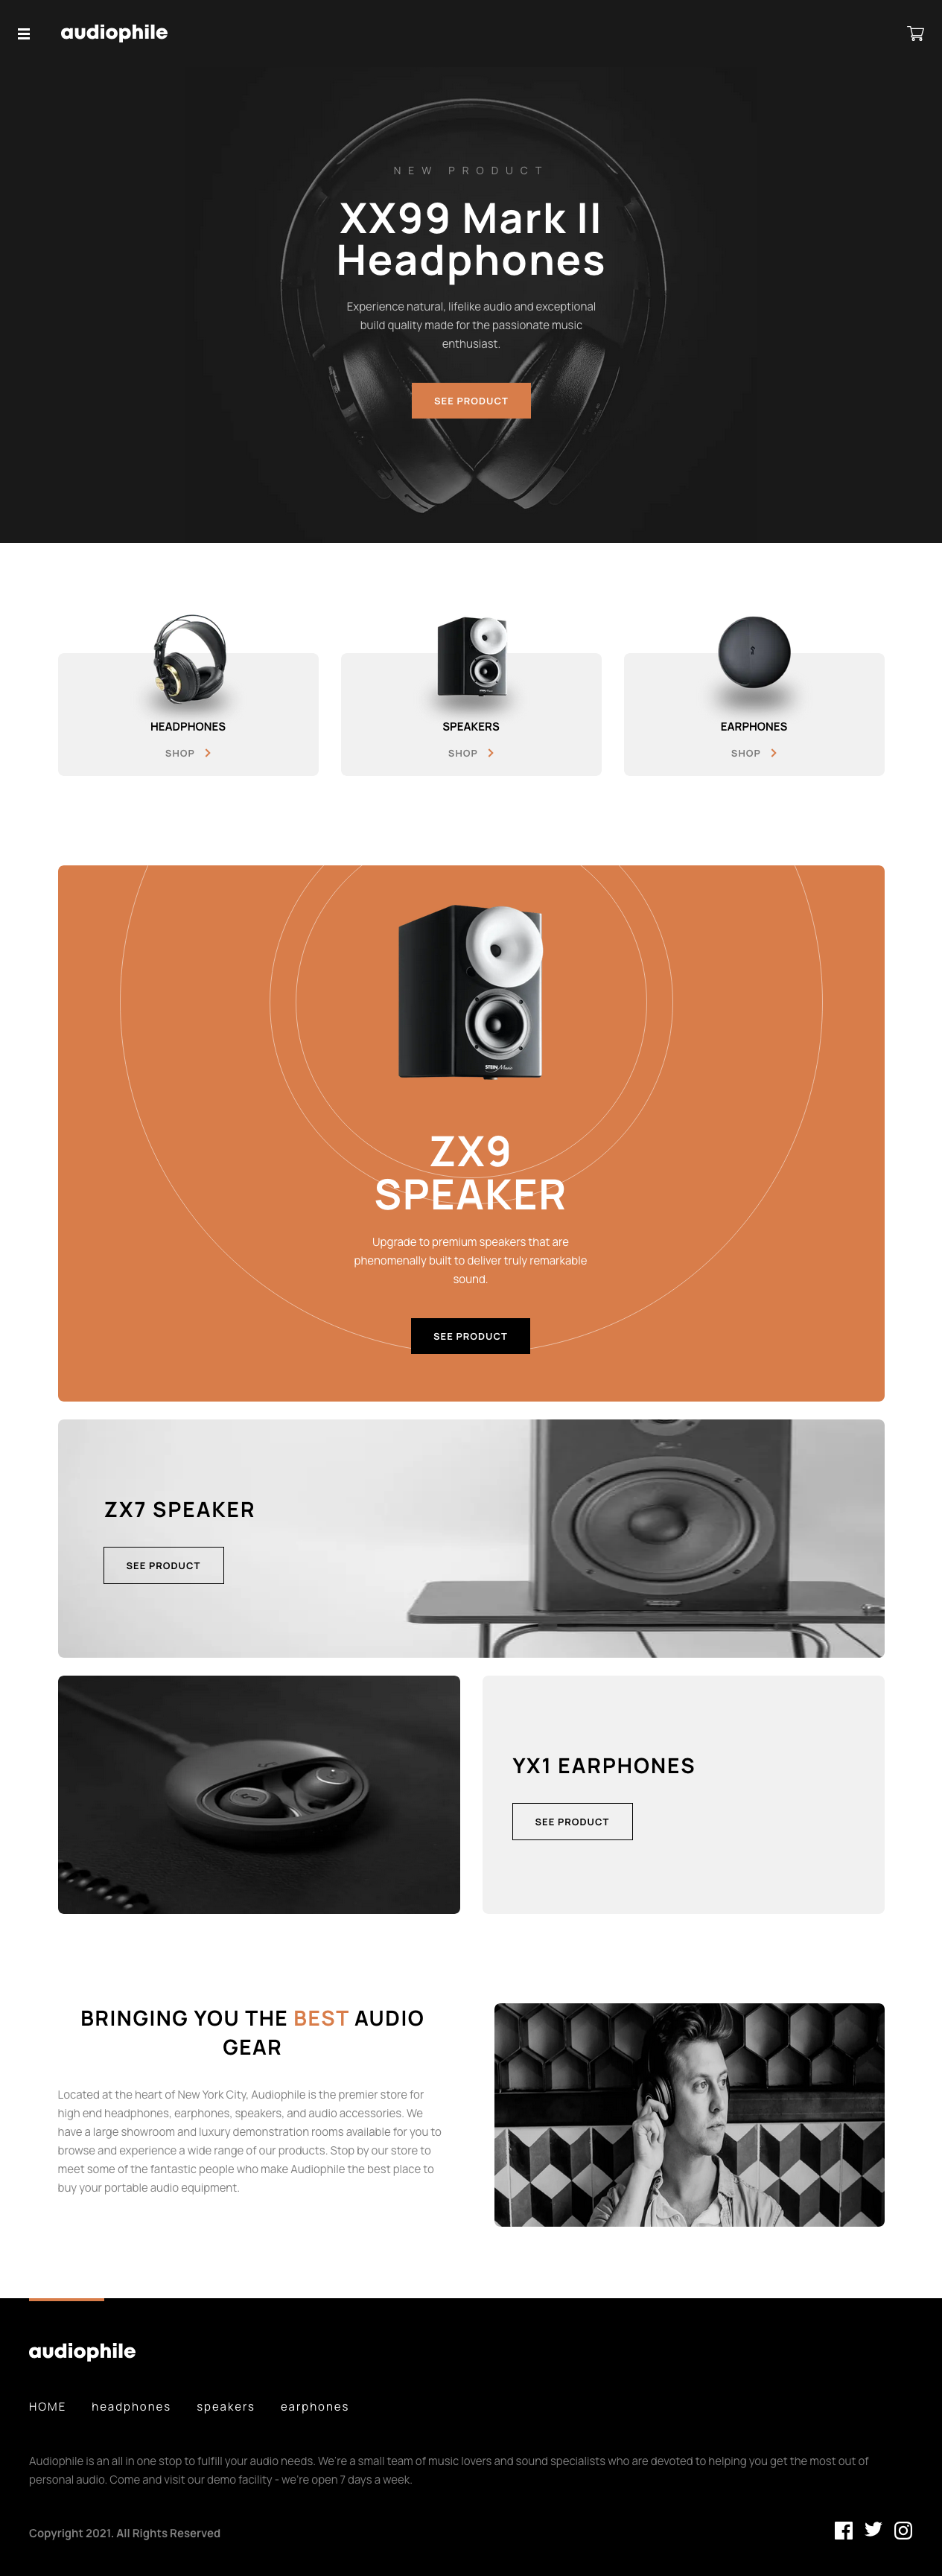 audiophile
NEW PRODUCT
XX99 Mark II
Headphones
Experience natural, lifelike audio and exceptional
build quality made for the passionate music
enthusiast.
SEE PRODUCT
HEADPHONES
SHOP
SPEAKERS
SHOP
EARPHONES
SHOP
STEIN Music
ZX9
SPEAKER
Upgrade to premium speakers that are
phenomenally built to deliver truly remarkable
sound.
SEE PRODUCT
ZX7 SPEAKER
SEE PRODUCT
YX1 EARPHONES
SEE PRODUCT
BRINGING YOU THE BEST AUDIO
GEAR
Located at the heart of New York City, Audiophile is the premier store for
high end headphones, earphones, speakers, and audio accessories. We
have a large showroom and luxury demonstration rooms available for you to
browse and experience a wide range of our products. Stop by our store to
meet some of the fantastic people who make Audiophile the best place to
buy your portable audio equipment.
audiophile
HOME headphones speakers earphones
Audiophile is an all in one stop to fulfill your audio needs. We're a small team of music lovers and sound specialists who are devoted to helping you get the most out of
personal audio. Come and visit our demo facility - we're open 7 days a week.
Copyright 2021. All Rights Reserved